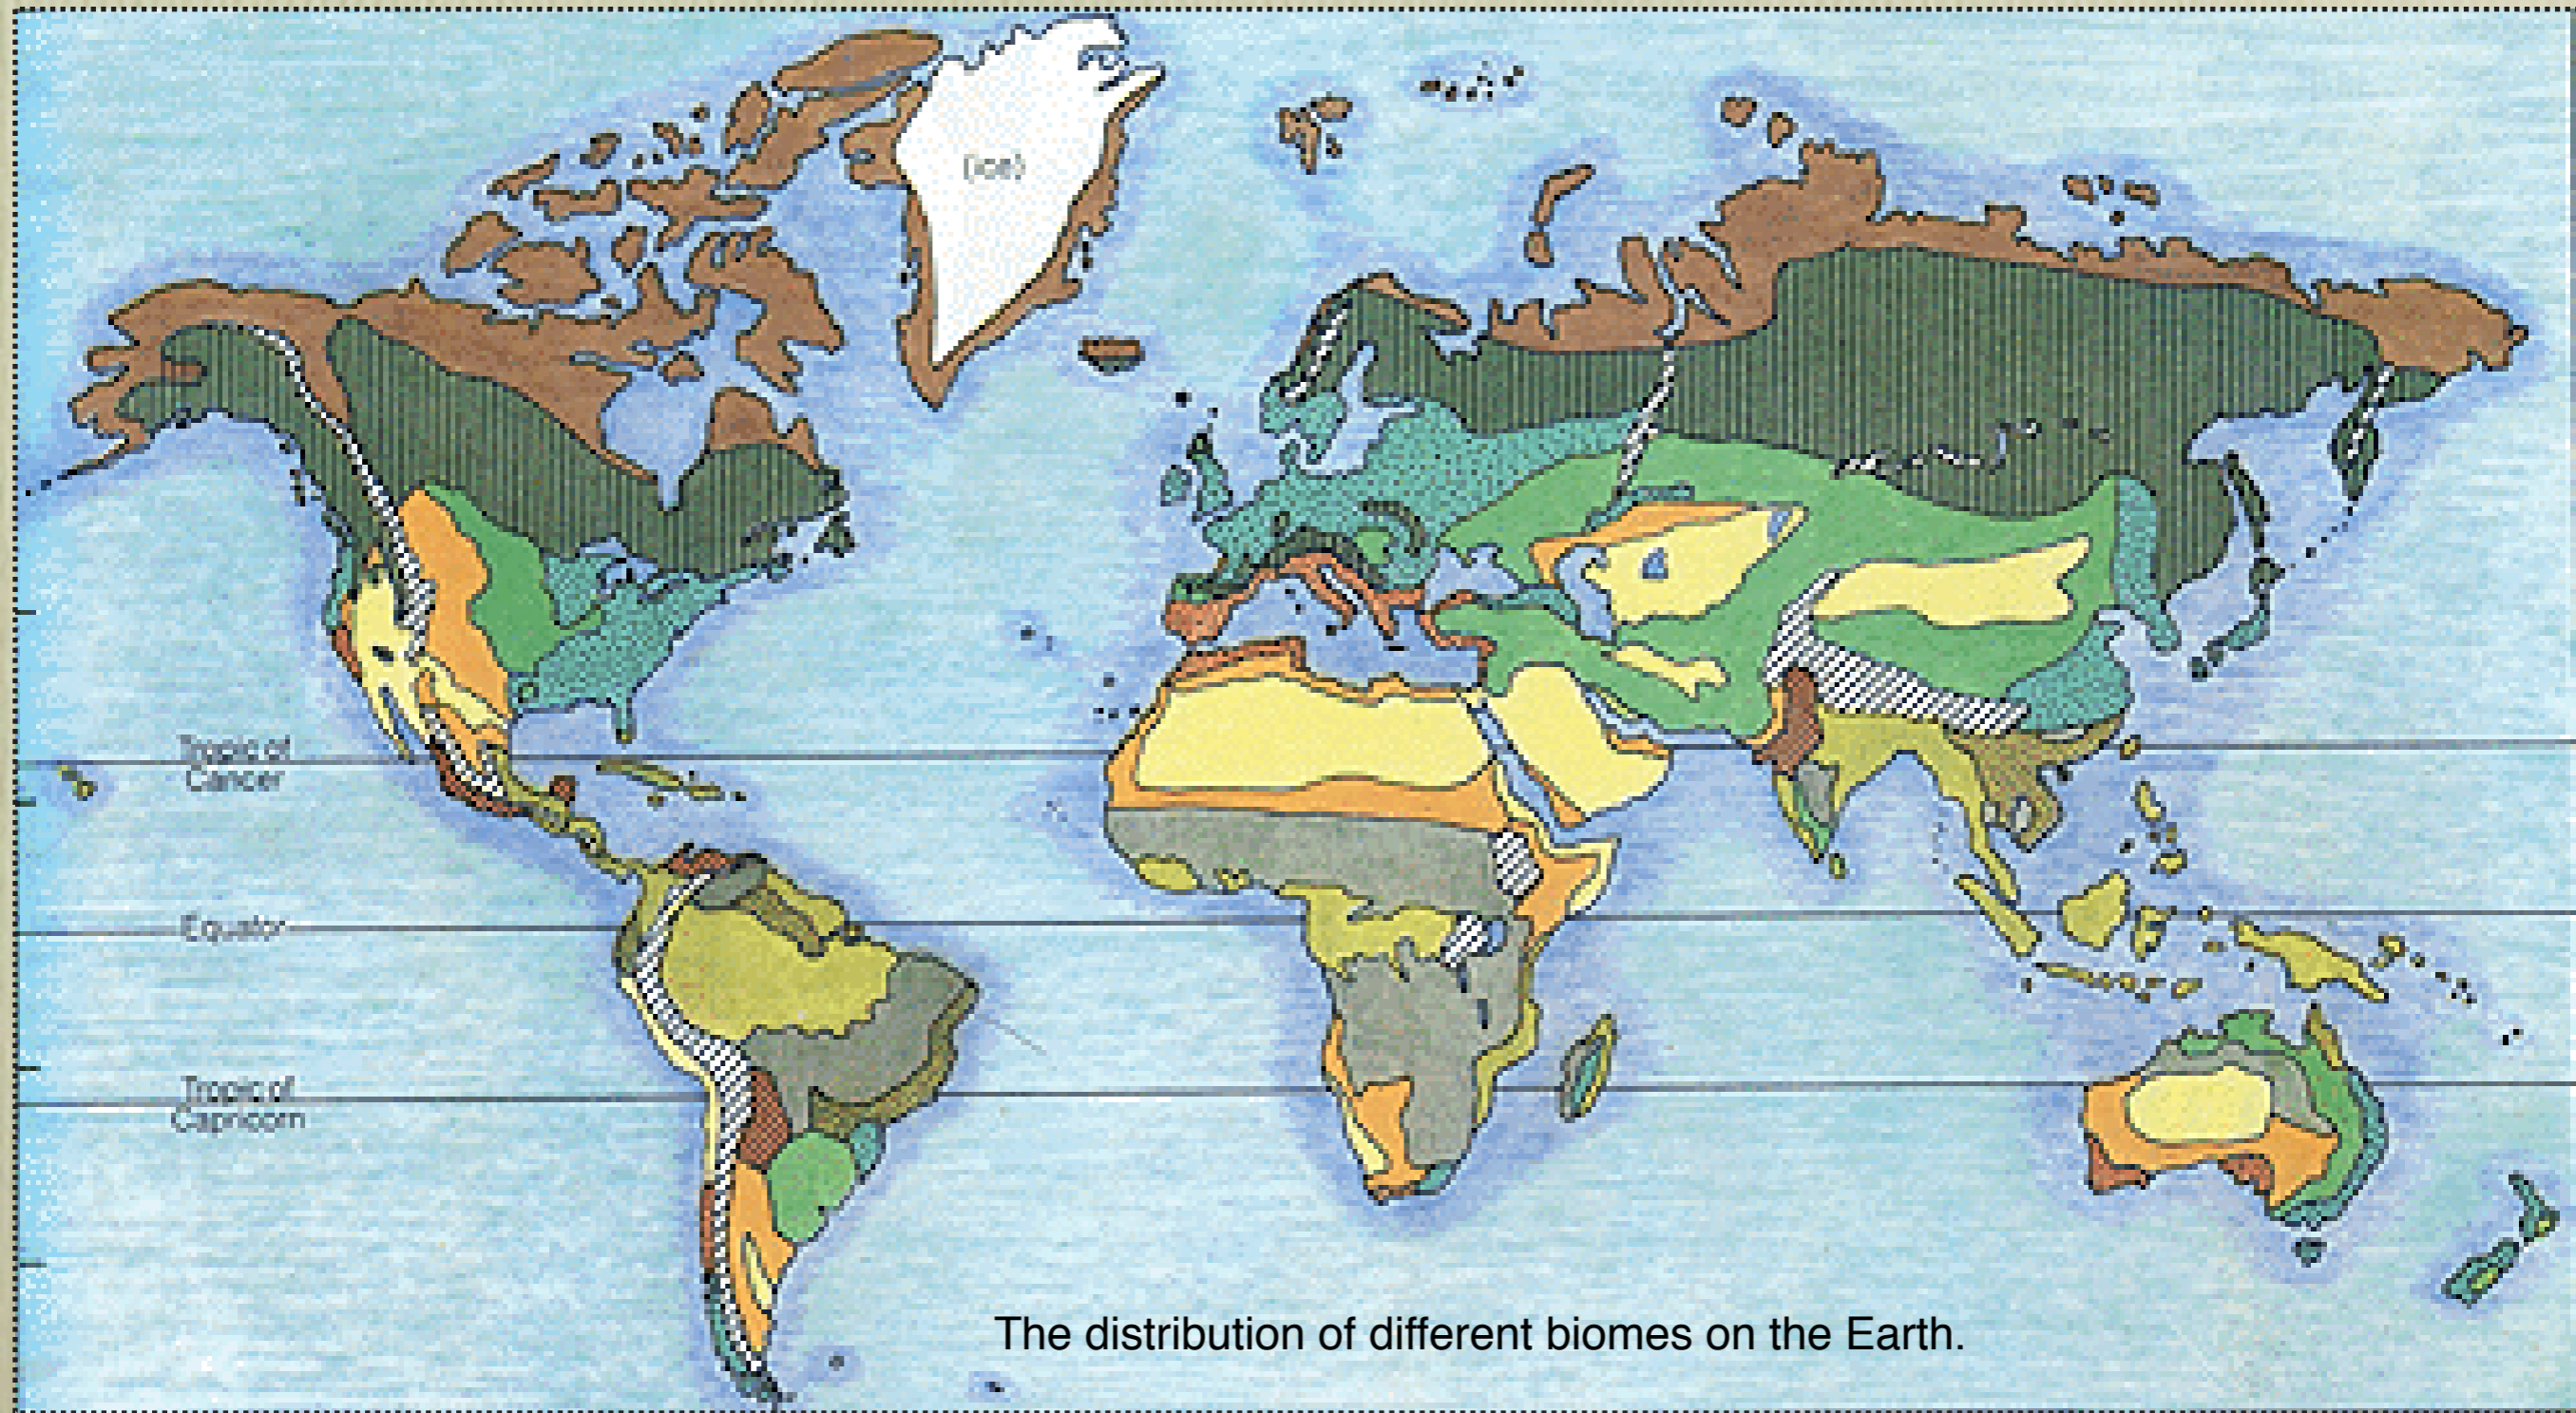 (ice)
Tropic of
Cancer
Equator
Tropic of
Capricorn
The distribution of different biomes on the Earth.